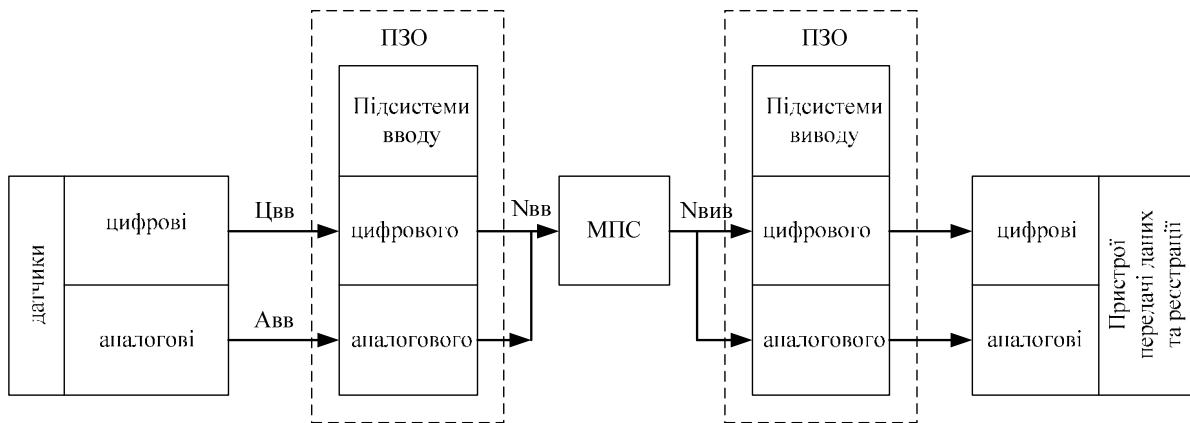 ПЗО
ПЗО
Підсистеми
вводу
Підсистеми
виводу
датчики
цифрові
Цвв
цифрового
Nвв
МПС
Nвив
цифрового
цифрові
аналогові
Авв
аналогового
аналогового
аналогові
Пристрої
передачі даних
та реєстрації